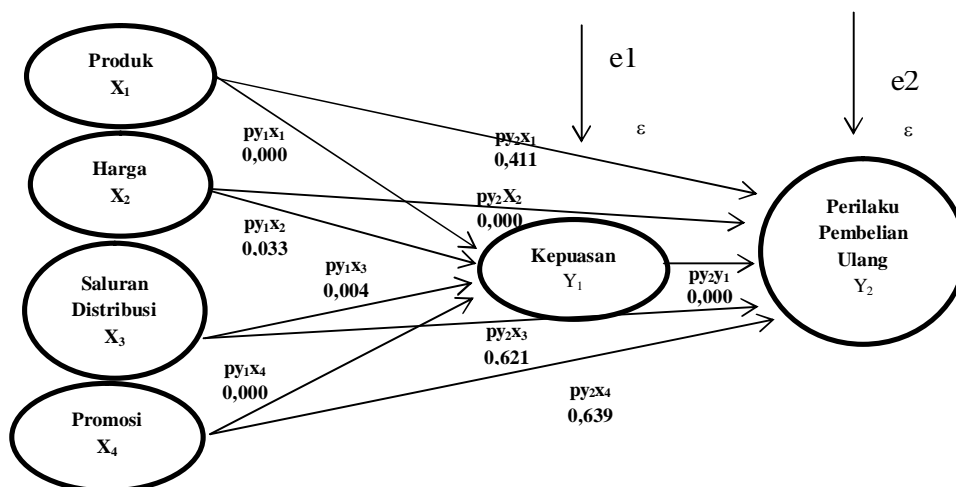 Produk
X₁
Harga
X₂
Saluran
Distribusi
X₃
Promosi
X₄
py₁x₁
0,000
py₁x₂
0,033
py₁x₃
0,004
py₁x₄
0,000
py₂x₁
0,411
py₂X₂
0,000
Kepuasan
Y₁
py₂y₁
0,000
py₂x₃
0,621
py₂x₄
0,639
e1
ε
e2
ε
Perilaku
Pembelian
Ulang
Y₂